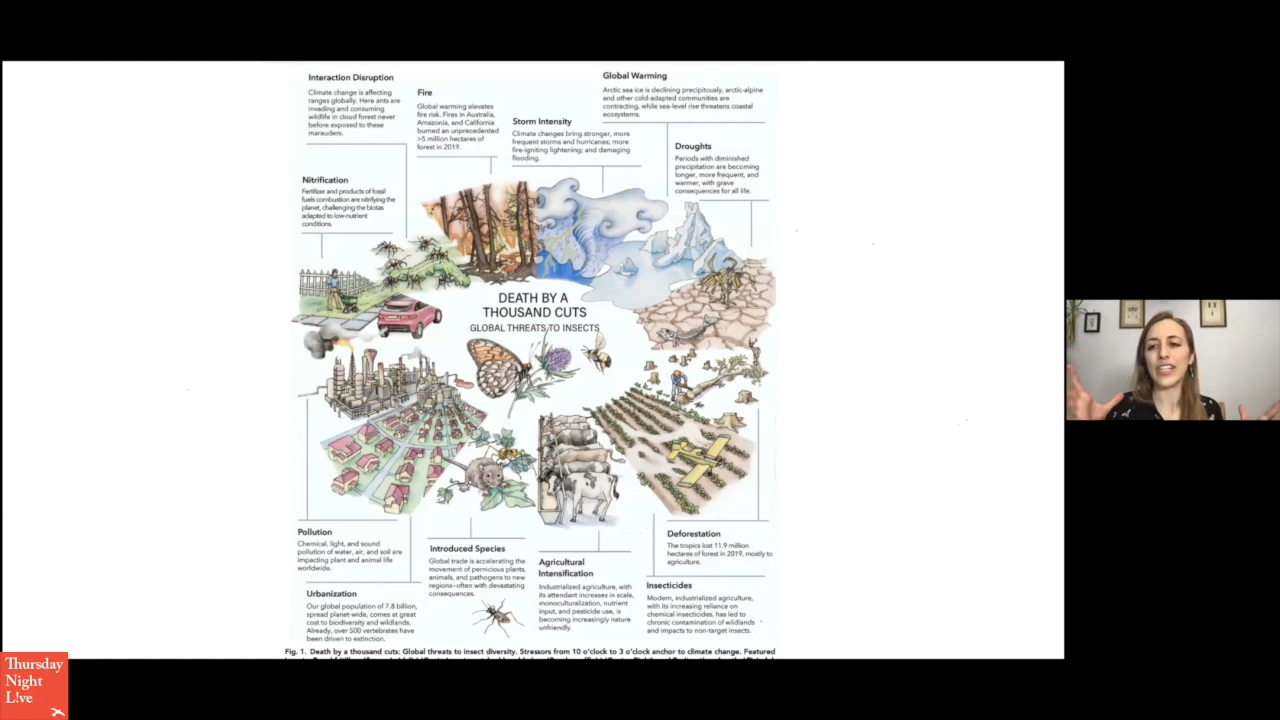 Interaction Disruption
Climate change is affecting
ranges globally. Here ants are
invading and consuming
wildlife in cloud forest never
before exposed to these
marauders.
Fire
Global warming elevates
fire risk. Fires in Australia,
Amazonia, and California
burned an unprecedented
>5 million hectares of
forest in 2019.
Storm Intensity
Climate changes bring stronger, more
frequent storms and hurricanes; more
fire-igniting lightening; and damaging
flooding.
Global Warming
Arctic sea ice is declining precipitously, arctic-alpine
and other cold-adapted communities are
contracting, while sea-level rise threatens coastal
ecosystems.
Droughts
Periods with diminished
precipitation are becoming
longer, more frequent, and
warmer, with grave
consequences for all life.
Nitrification
Fertilizer and products of fossil
fuels combustion are nitrifying the
planet, challenging the biotas
adapted to low-nutrient
conditions.
DEATH BY A
THOUSAND CUTS
GLOBAL THREATS TO INSECTS
Pollution
Chemical, light, and sound
pollution of water, air, and soil are
impacting plant and animal life
worldwide.
Urbanization
Our global population of 7.8 billion,
spread planet-wide, comes at great
cost to biodiversity and wildlands.
Already, over 500 vertebrates have
been driven to extinction.
Introduced Species
Global trade is accelerating the
movement of pernicious plants,
animals, and pathogens to new
regions—often with devastating
consequences.
Agricultural
Intensification
Industrialized agriculture, with
its attendant increases in scale,
monoculturalization, nutrient
input, and pesticide use, is
becoming increasingly nature
unfriendly.
Deforestation
The tropics lost 11.9 million
hectares of forest in 2019, mostly to
agriculture.
Insecticides
Modern, industrialized agriculture,
with its increasing reliance on
chemical insecticides, has led to
chronic contamination of wildlands
and impacts to non-target insects.
Fig. 1. Death by a thousand cuts: Global threats to insect diversity. Stressors from 10 o'clock to 3 o'clock anchor to climate change. Featured
Thursday
Night
L!ve